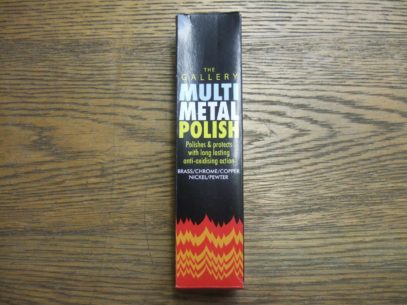 THE
GALLERY
MULTI
METAL
POLISH
Polishes & protects
with long lasting
anti-oxidising action
BRASS/CHROME/COPPER
NICKEL/PEWTER